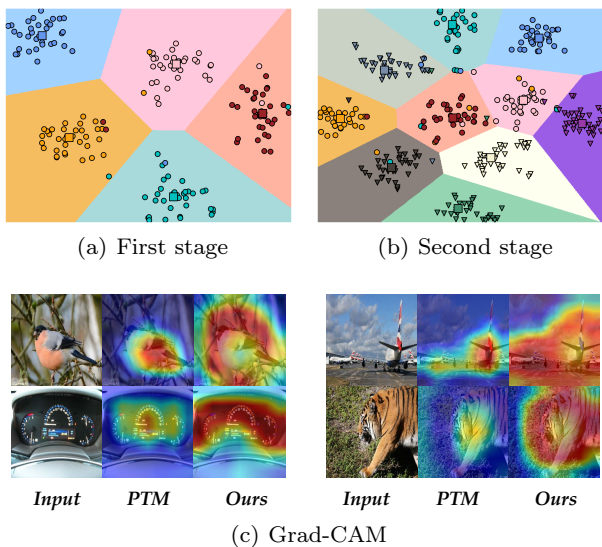 (a) First stage
(b) Second stage
Input PTM Ours
Input PTM Ours
(c) Grad-CAM